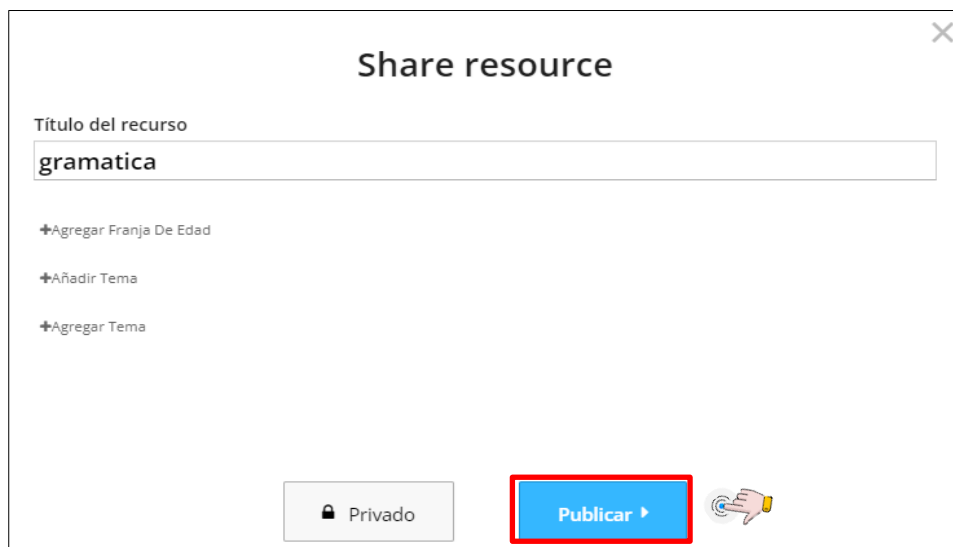 Share resource
Título del recurso
gramatica
+Agregar Franja De Edad
+Añadir Tema
+Agregar Tema
Privado
Publicar